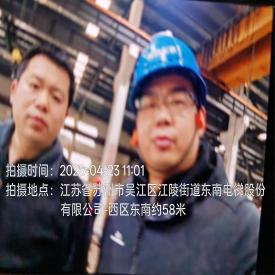 拍摄时间：2023-04-23 11:01
拍摄地点：江苏省苏州市吴江区江陵街道东南电梯股份
有限公司-西区东南约58米